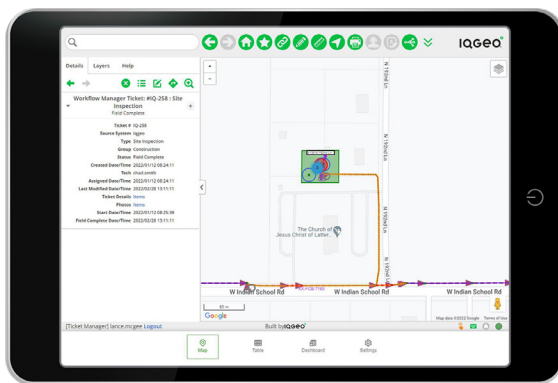 IQGeo
Details Layers Help
Workflow Manager Ticket: #IQ-258 : Site
Inspection
Field Complete
Ticket # IQ-258
Source System iqgeo
Type Site Inspection
Group Construction
Status Field Complete
Created Date/Time 2022/01/12 08:24:11
Tech chad.smith
Assigned Date/Time 2022/01/12 08:24:11
Last Modified Date/Time 2022/02/28 13:11:11
Ticket Details Items
Photos Items
Start Date/Time 2022/01/12 08:25:39
Field Complete Date/Time 2022/02/28 13:11:11
N 192nd Ln
N 192nd Ln
N 192nd Ln
The Church of
Jesus Christ of Latter...
W Indian School Rd
W Indian School Rd
W Indian School Rd
Google
Map data ©2022 Google Terms of Use
[Ticket Manager] lance.mcgee Logout
Built by IQGeo
Map
Table
Dashboard
Settings